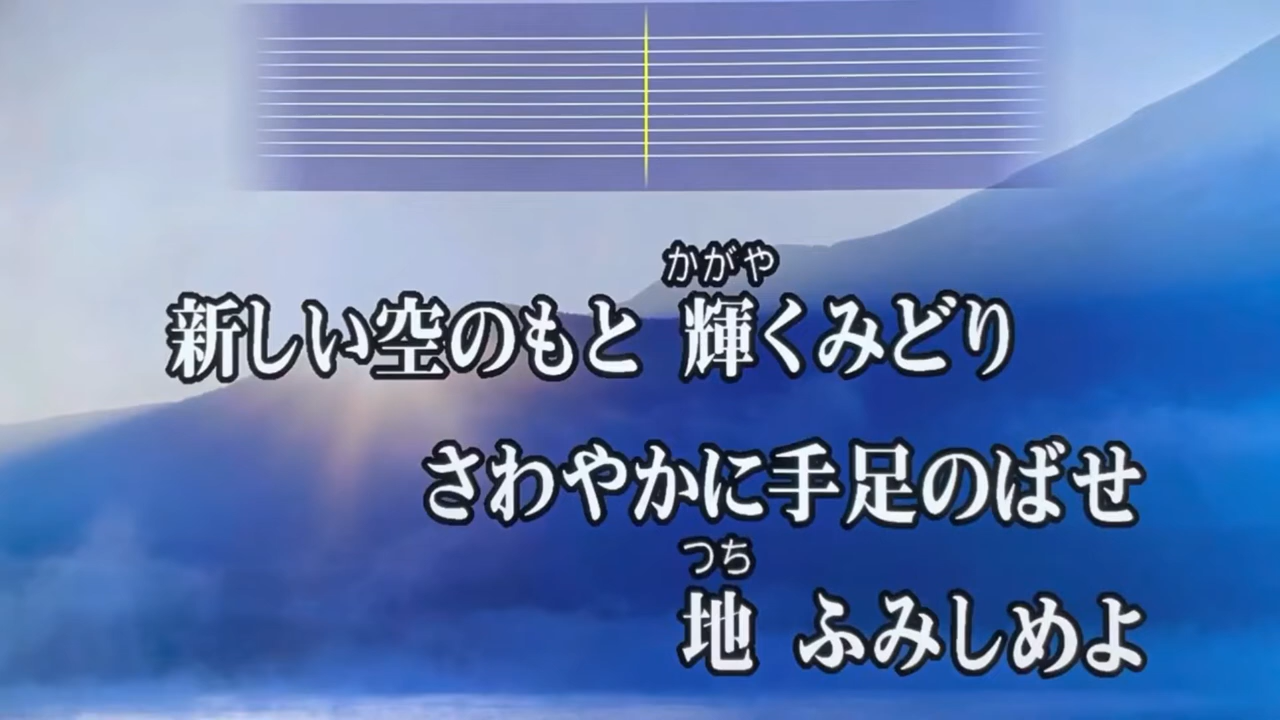 かがや
新しい空のもと 輝くみどり
さわやかに手足のばせ
つち
地 ふみしめよ